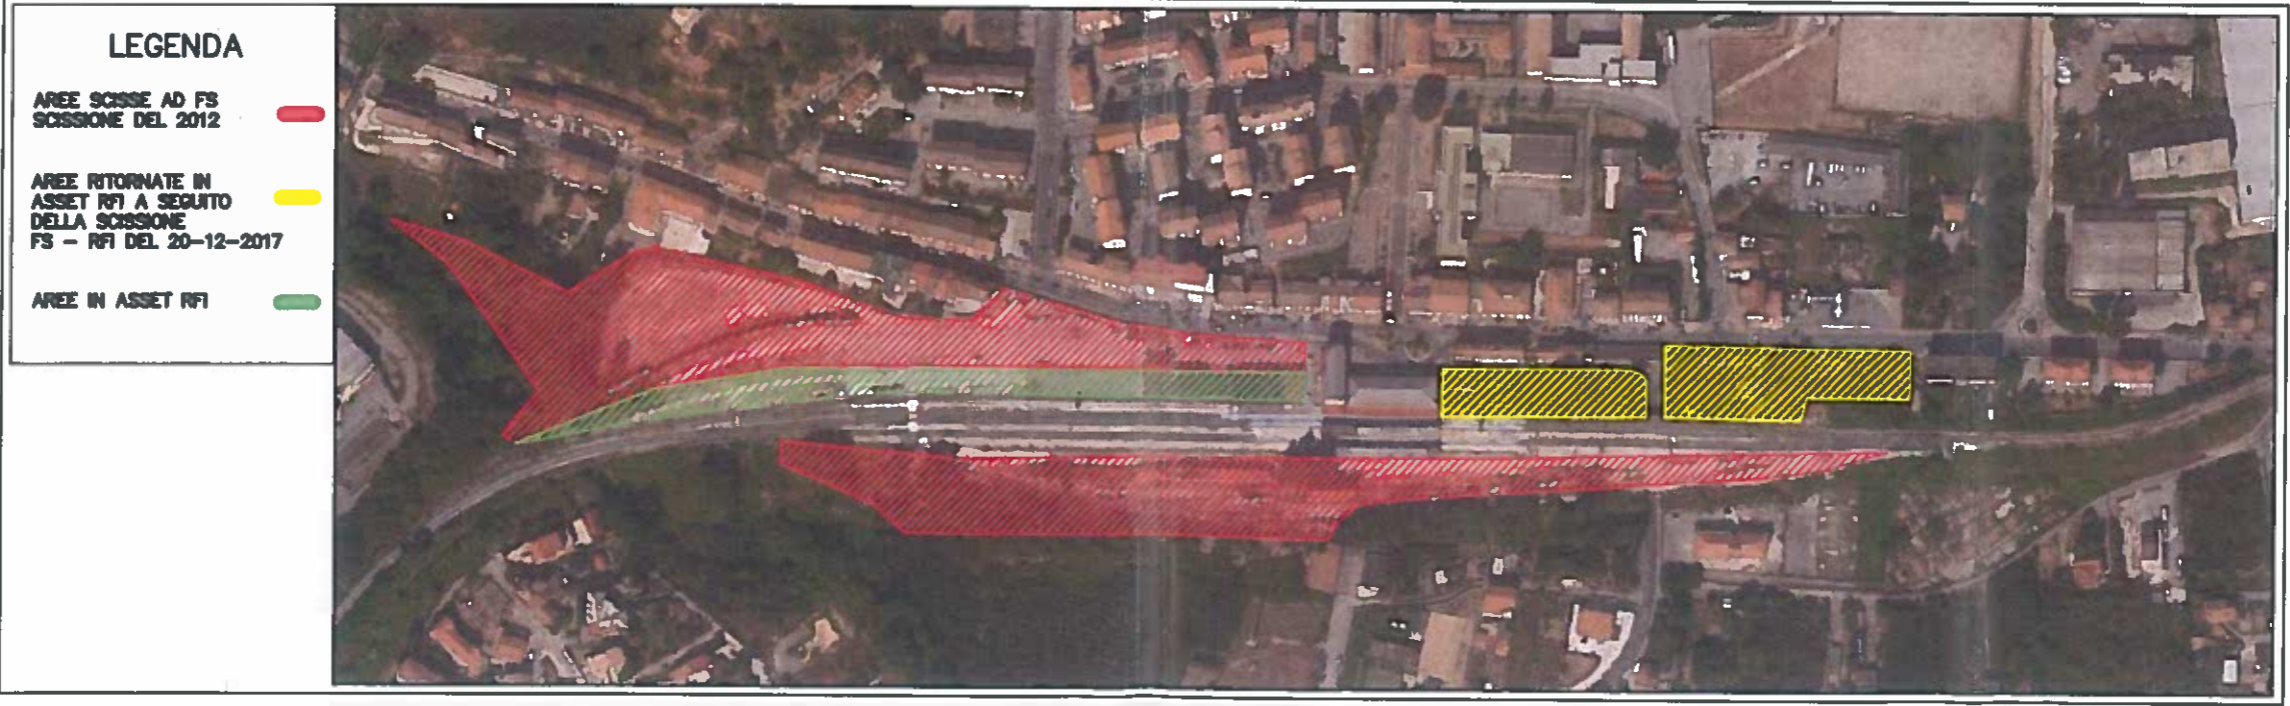 LEGENDA
AREE SCISSE AD FS
SCISSIONE DEL 2012
AREE RITORNATE IN
ASSET RFI A SEGUITO
DELLA SCISSIONE
FS - RFI DEL 20-12-2017
AREE IN ASSET RFI